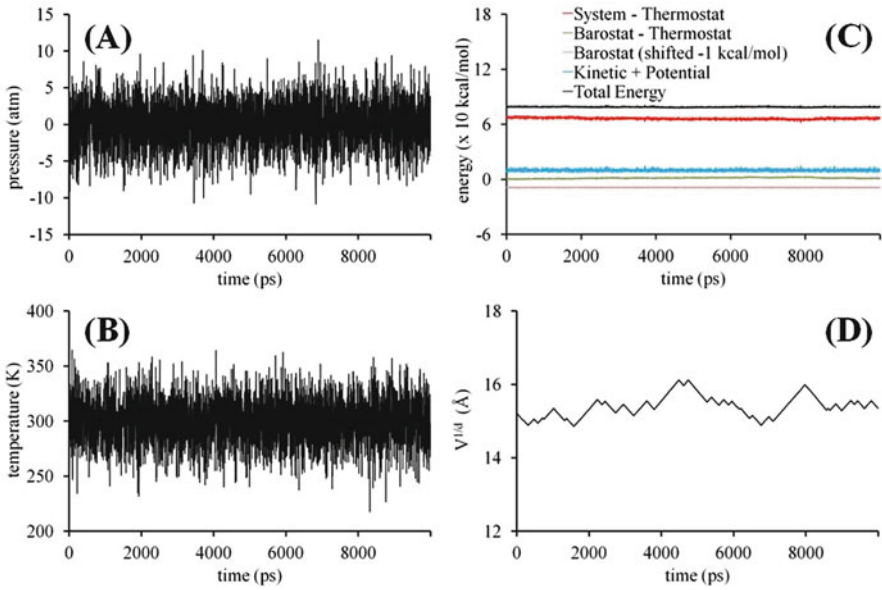 (A)
15
10
5
0
-5
-10
-15
pressure (atm)
0 2000 4000 6000 8000
time (ps)
System - Thermostat
Barostat - Thermostat
Barostat (shifted -1 kcal/mol)
Kinetic + Potential
Total Energy
(C)
18
12
6
0
-6
energy (x 10 kcal/mol)
0 2000 4000 6000 8000
time (ps)
(B)
400
350
300
250
200
temperature (K)
0 2000 4000 6000 8000
time (ps)
(D)
18
16
14
12
V1/d (Å)
0 2000 4000 6000 8000
time (ps)